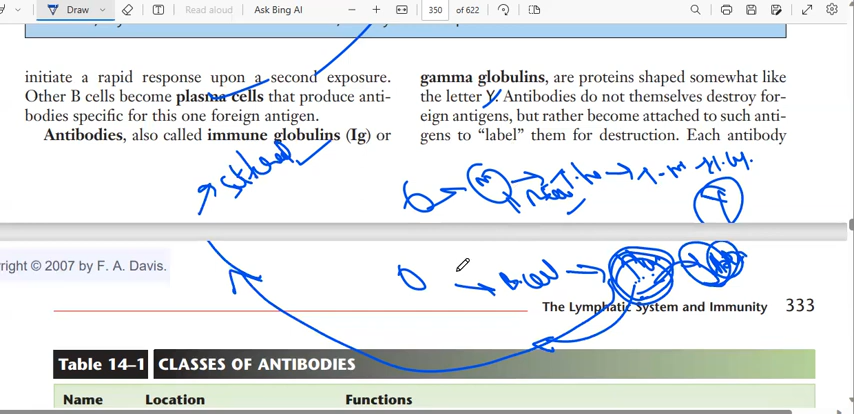 Draw
Read aloud
Ask Bing AI
350 of 622
initiate a rapid response upon a second exposure.
Other B cells become plasma cells that produce anti-
bodies specific for this one foreign antigen.
Antibodies, also called immune globulins (Ig) or
gamma globulins, are proteins shaped somewhat like
the letter Y. Antibodies do not themselves destroy for-
eign antigens, but rather become attached to such anti-
gens to “label” them for destruction. Each antibody
right © 2007 by F. A. Davis.
B cell
The Lymphatic System and Immunity 333
Table 14–1 CLASSES OF ANTIBODIES
Name Location Functions